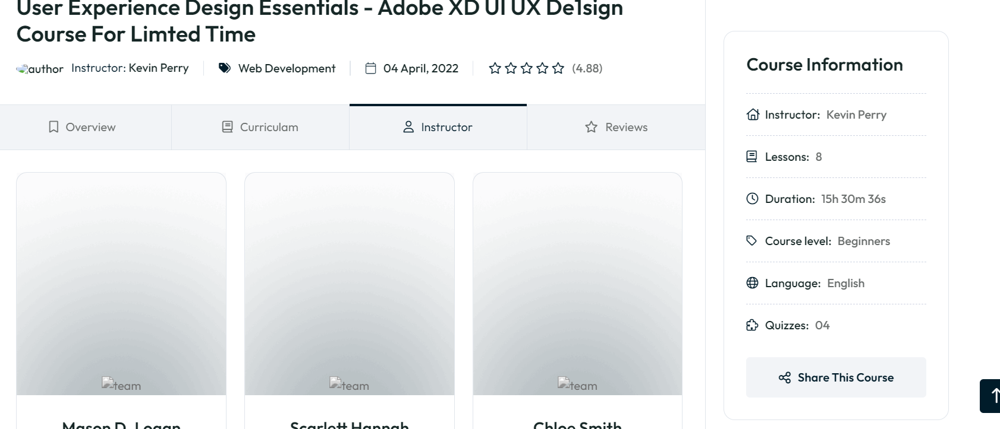 User Experience Design Essentials - Adobe XD UI UX De1sign
Course For Limted Time
author Instructor: Kevin Perry Web Development 04 April, 2022 (4.88)
Overview Curriculam Instructor Reviews
team team team
Mason D. Logan Scarlett Hannah Chloe Smith
Course Information
Instructor: Kevin Perry
Lessons: 8
Duration: 15h 30m 36s
Course level: Beginners
Language: English
Quizzes: 04
Share This Course